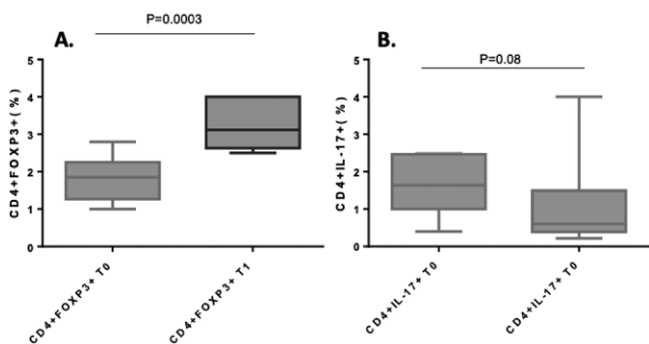 P=0.0003
A.
CD4+FOXP3+(%)
5
4
3
2
1
0
CD4+FOXP3+ T0
CD4+FOXP3+ T1
B.
P=0.08
CD4+IL-17+(%)
5
4
3
2
1
0
CD4+IL-17+ T0
CD4+IL-17+ T0